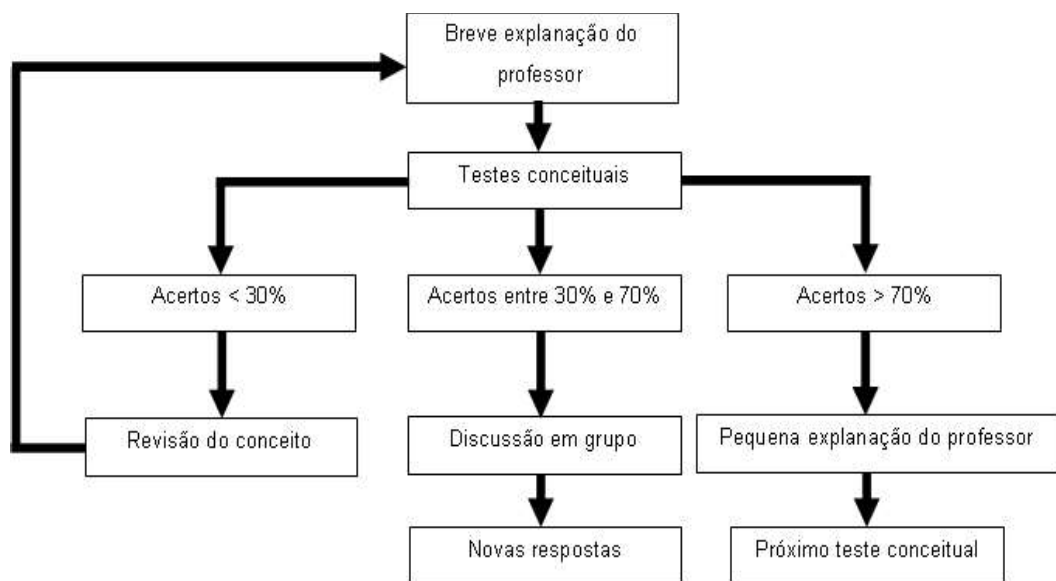 Breve explanação do
professor
Testes conceituais
Acertos < 30%
Acertos entre 30% e 70%
Acertos > 70%
Revisão do conceito
Discussão em grupo
Pequena explanação do professor
Novas respostas
Próximo teste conceitual